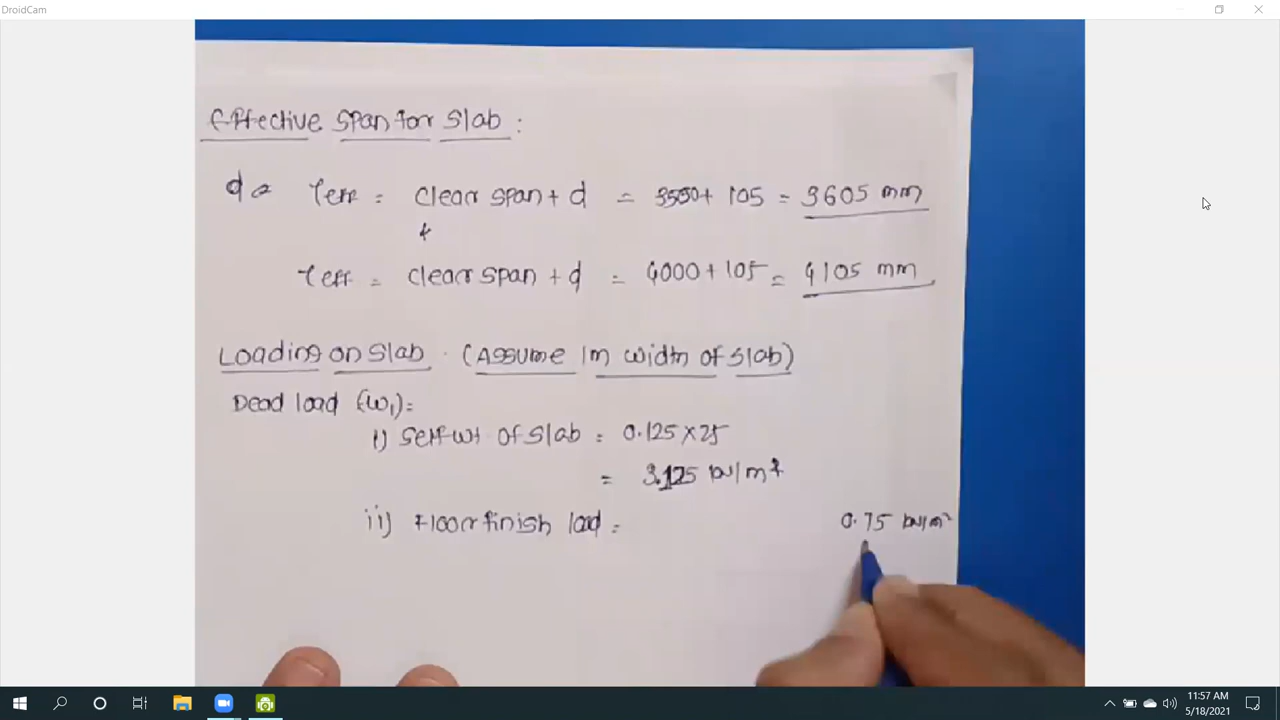 DroidCam
Effective span for slab :
leff = clear span + d = 3500 + 105 = 3605 mm
&
leff = clear span + d = 4000 + 105 = 4105 mm
Loading on slab . (Assume 1m width of slab)
Dead load (w1):
i) self wt of slab = 0.125 x 25
= 3.125 kN/m²
ii) Floor finish load = 0.75 kN/m²
11:57 AM
5/18/2021